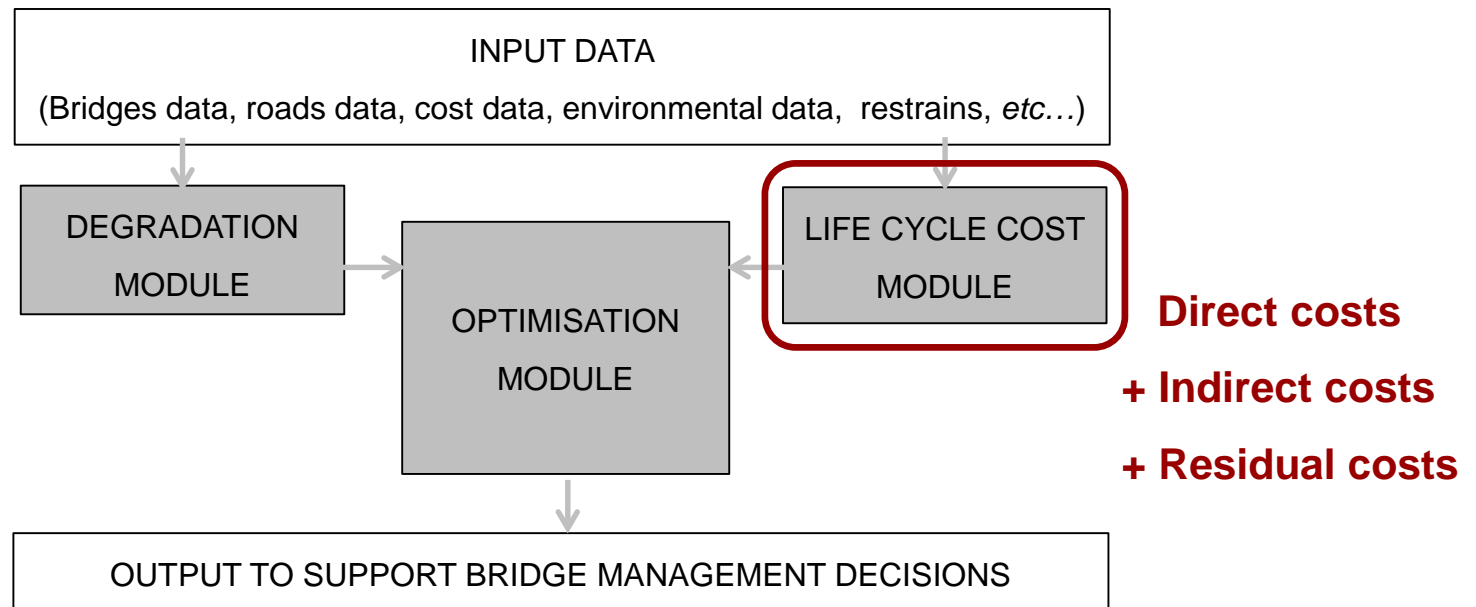 INPUT DATA
(Bridges data, roads data, cost data, environmental data, restrains, etc…)
DEGRADATION
MODULE
OPTIMISATION
MODULE
LIFE CYCLE COST
MODULE
Direct costs
+ Indirect costs
+ Residual costs
OUTPUT TO SUPPORT BRIDGE MANAGEMENT DECISIONS